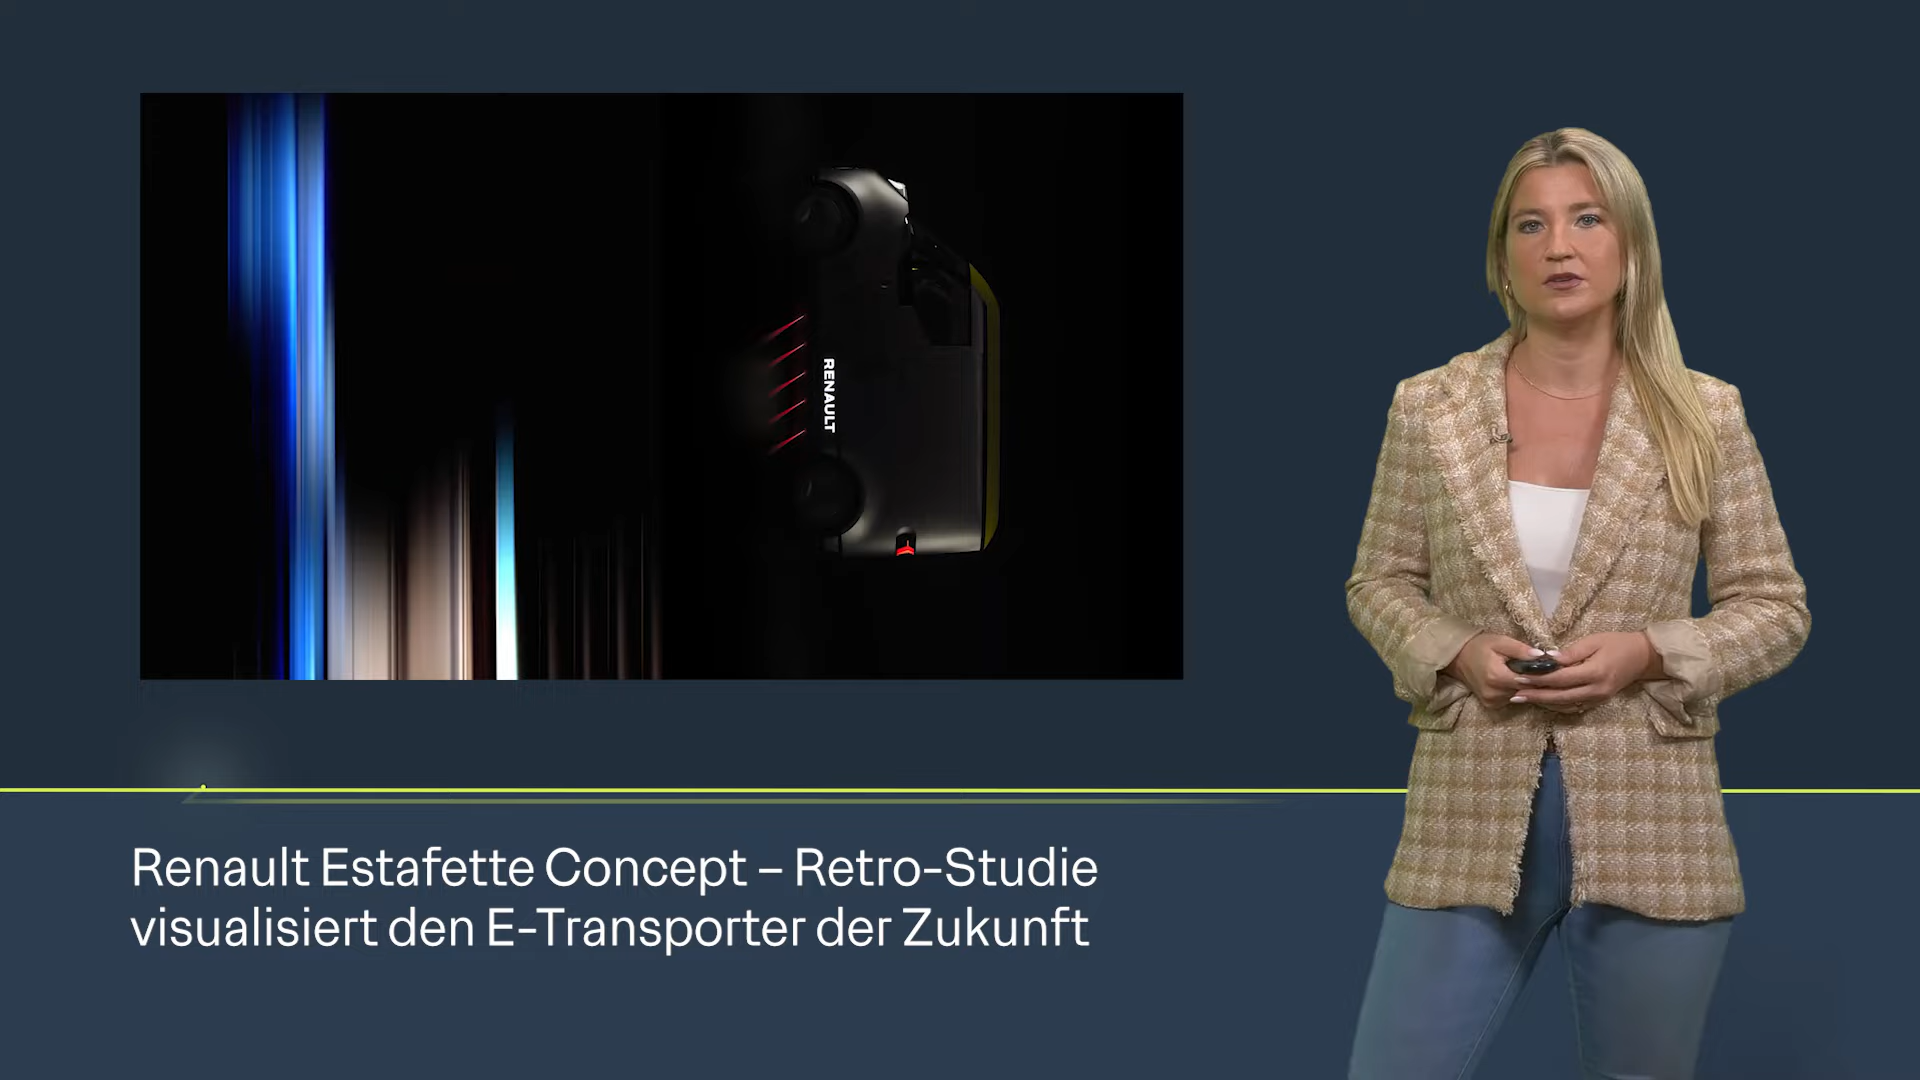 RENAULT
Renault Estafette Concept – Retro-Studie
visualisiert den E-Transporter der Zukunft